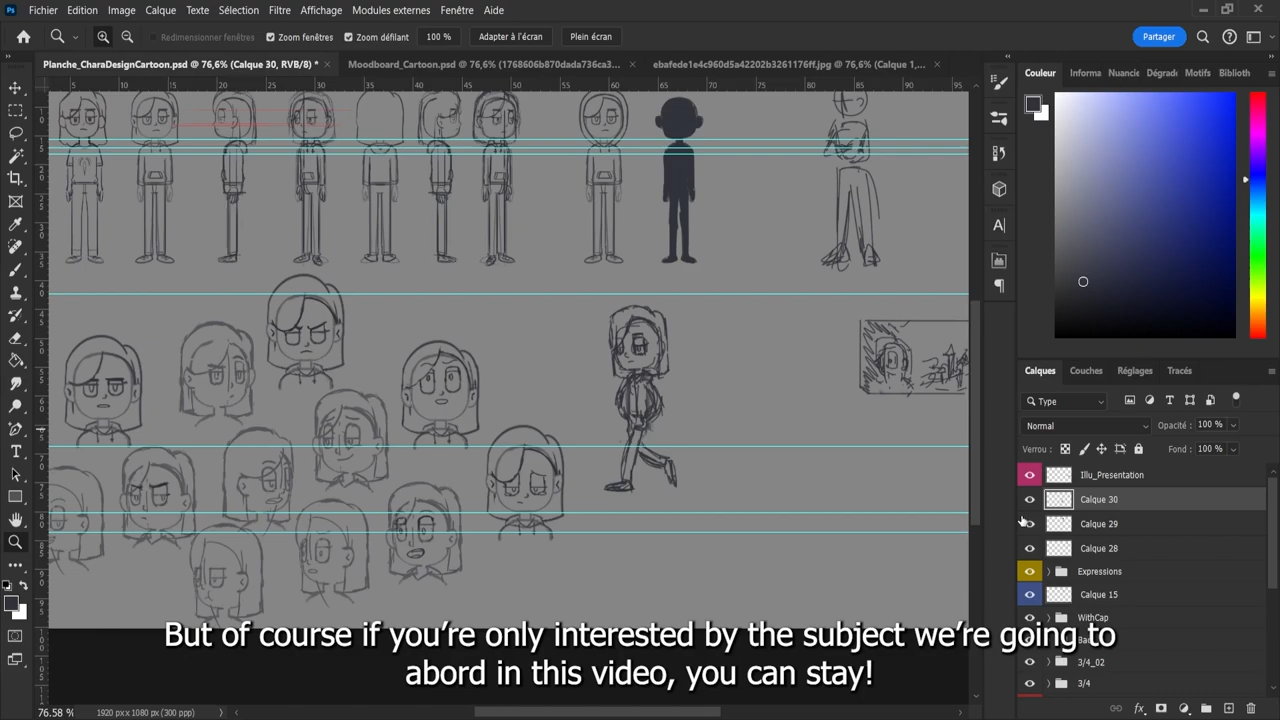 Fichier Edition Image Calque Texte Sélection Filtre Affichage Modules externes Fenêtre Aide
Redimensionner fenêtres Zoom fenêtres Zoom défilant 100 % Adapter à l'écran Plein écran Partager
Planche_CharaDesignCartoon.psd @ 76,6% (Calque 30, RVB/8) * Moodboard_Cartoon.psd @ 76,6% (1768606b870dada736ca3... ebafede1e4c960d5a42202b3261176ff.jpg @ 76,6% (Calque 1,...
Couleur Informa Nuancie Dégradé Motifs Biblioth
Calques Couches Réglages Tracés
Type
Normal Opacité : 100 %
Verrou : Fond : 100 %
Illu_Presentation
Calque 30
Calque 29
Calque 28
Expressions
Calque 15
WithCap
3/4_02
3/4
But of course if you're only interested by the subject we're going to
abord in this video, you can stay!
76.58 % 1920 px x 1080 px (300 ppp)